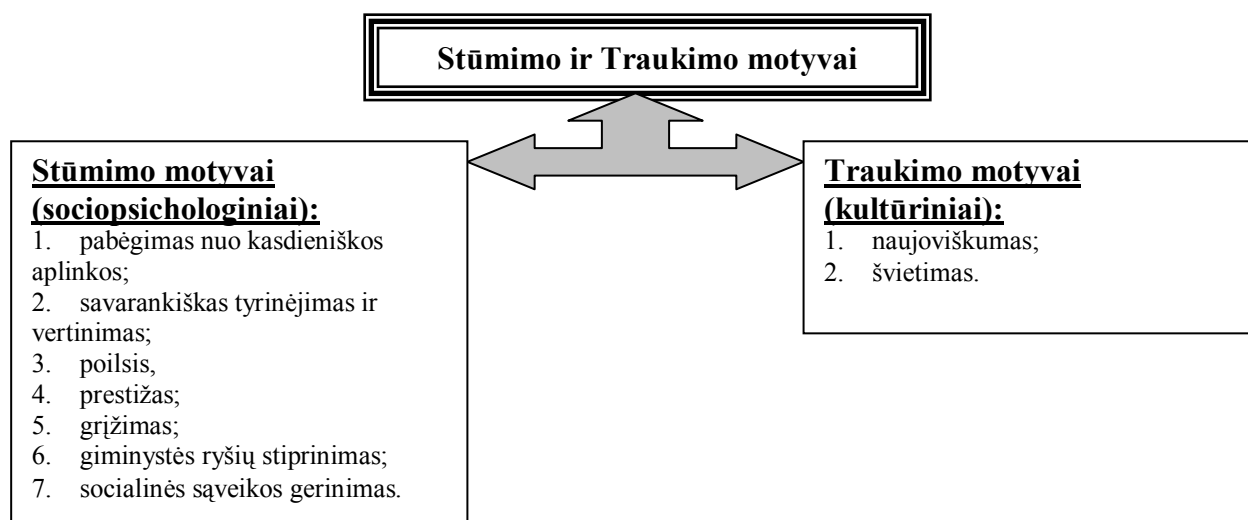 Stūmimo ir Traukimo motyvai
Stūmimo motyvai
(sociopsichologiniai):
1. pabėgimas nuo kasdieniškos
aplinkos;
2. savarankiškas tyrinėjimas ir
vertinimas;
3. poilsis,
4. prestižas;
5. grįžimas;
6. giminystės ryšių stiprinimas;
7. socialinės sąveikos gerinimas.
Traukimo motyvai
(kultūriniai):
1. naujoviškumas;
2. švietimas.